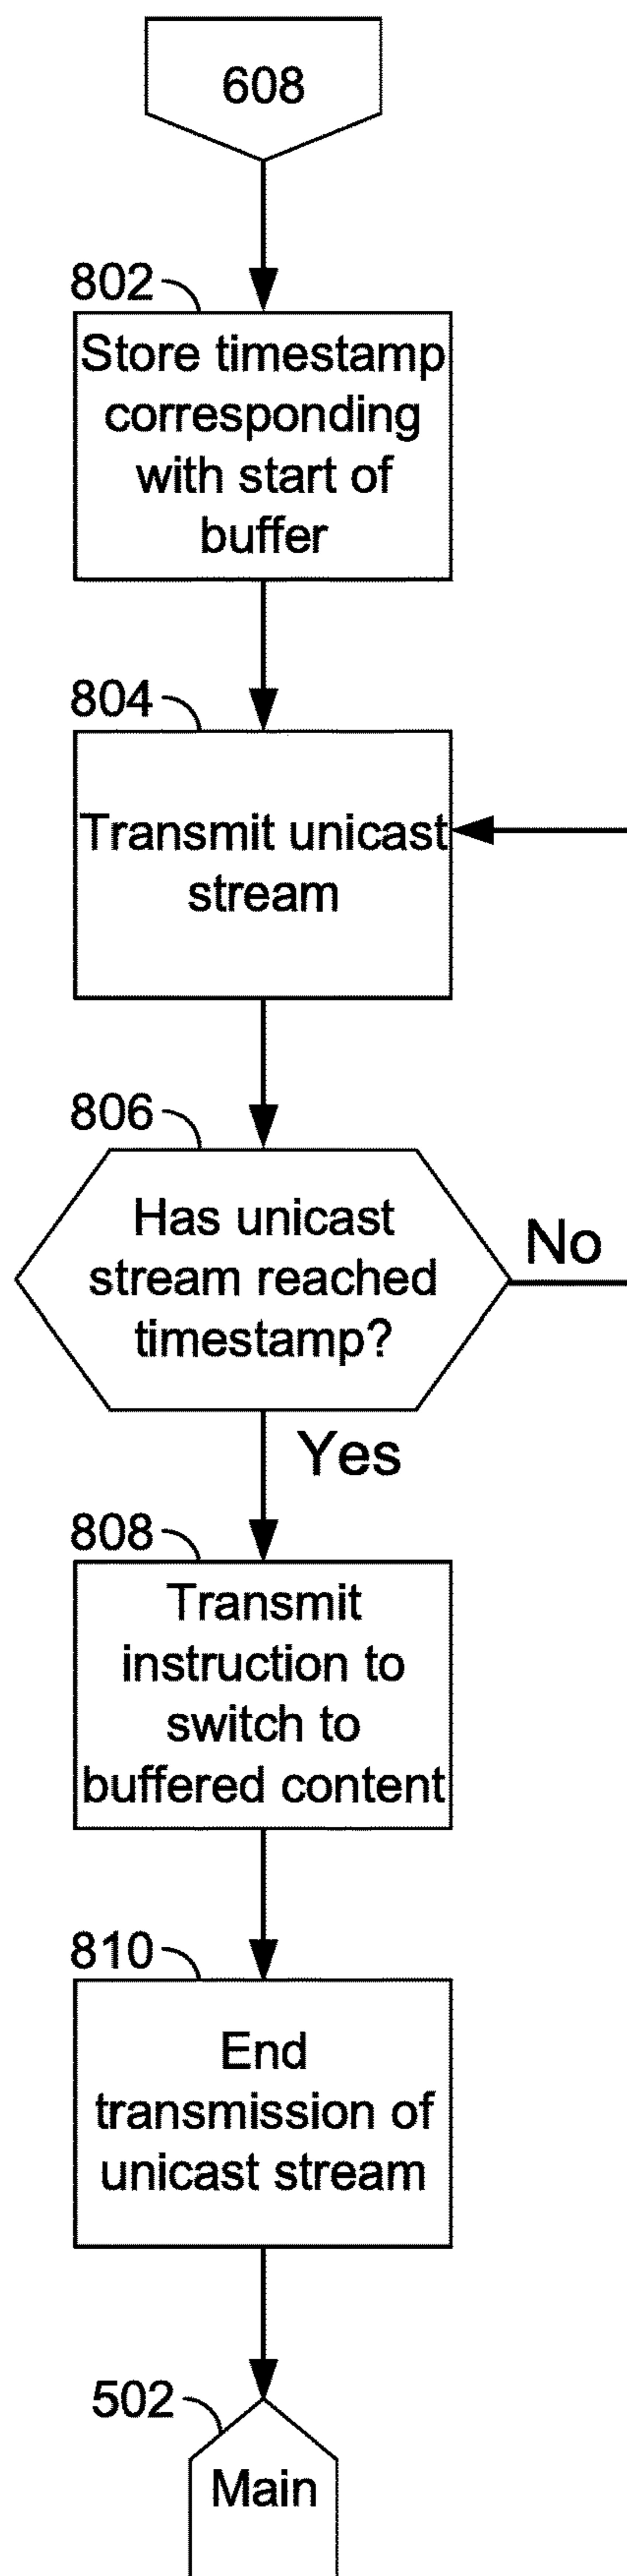 608
802
Store timestamp
corresponding
with start of
buffer
804
Transmit unicast
stream
806
Has unicast
stream reached
timestamp?
No
Yes
808
Transmit
instruction to
switch to
buffered content
810
End
transmission of
unicast stream
502
Main